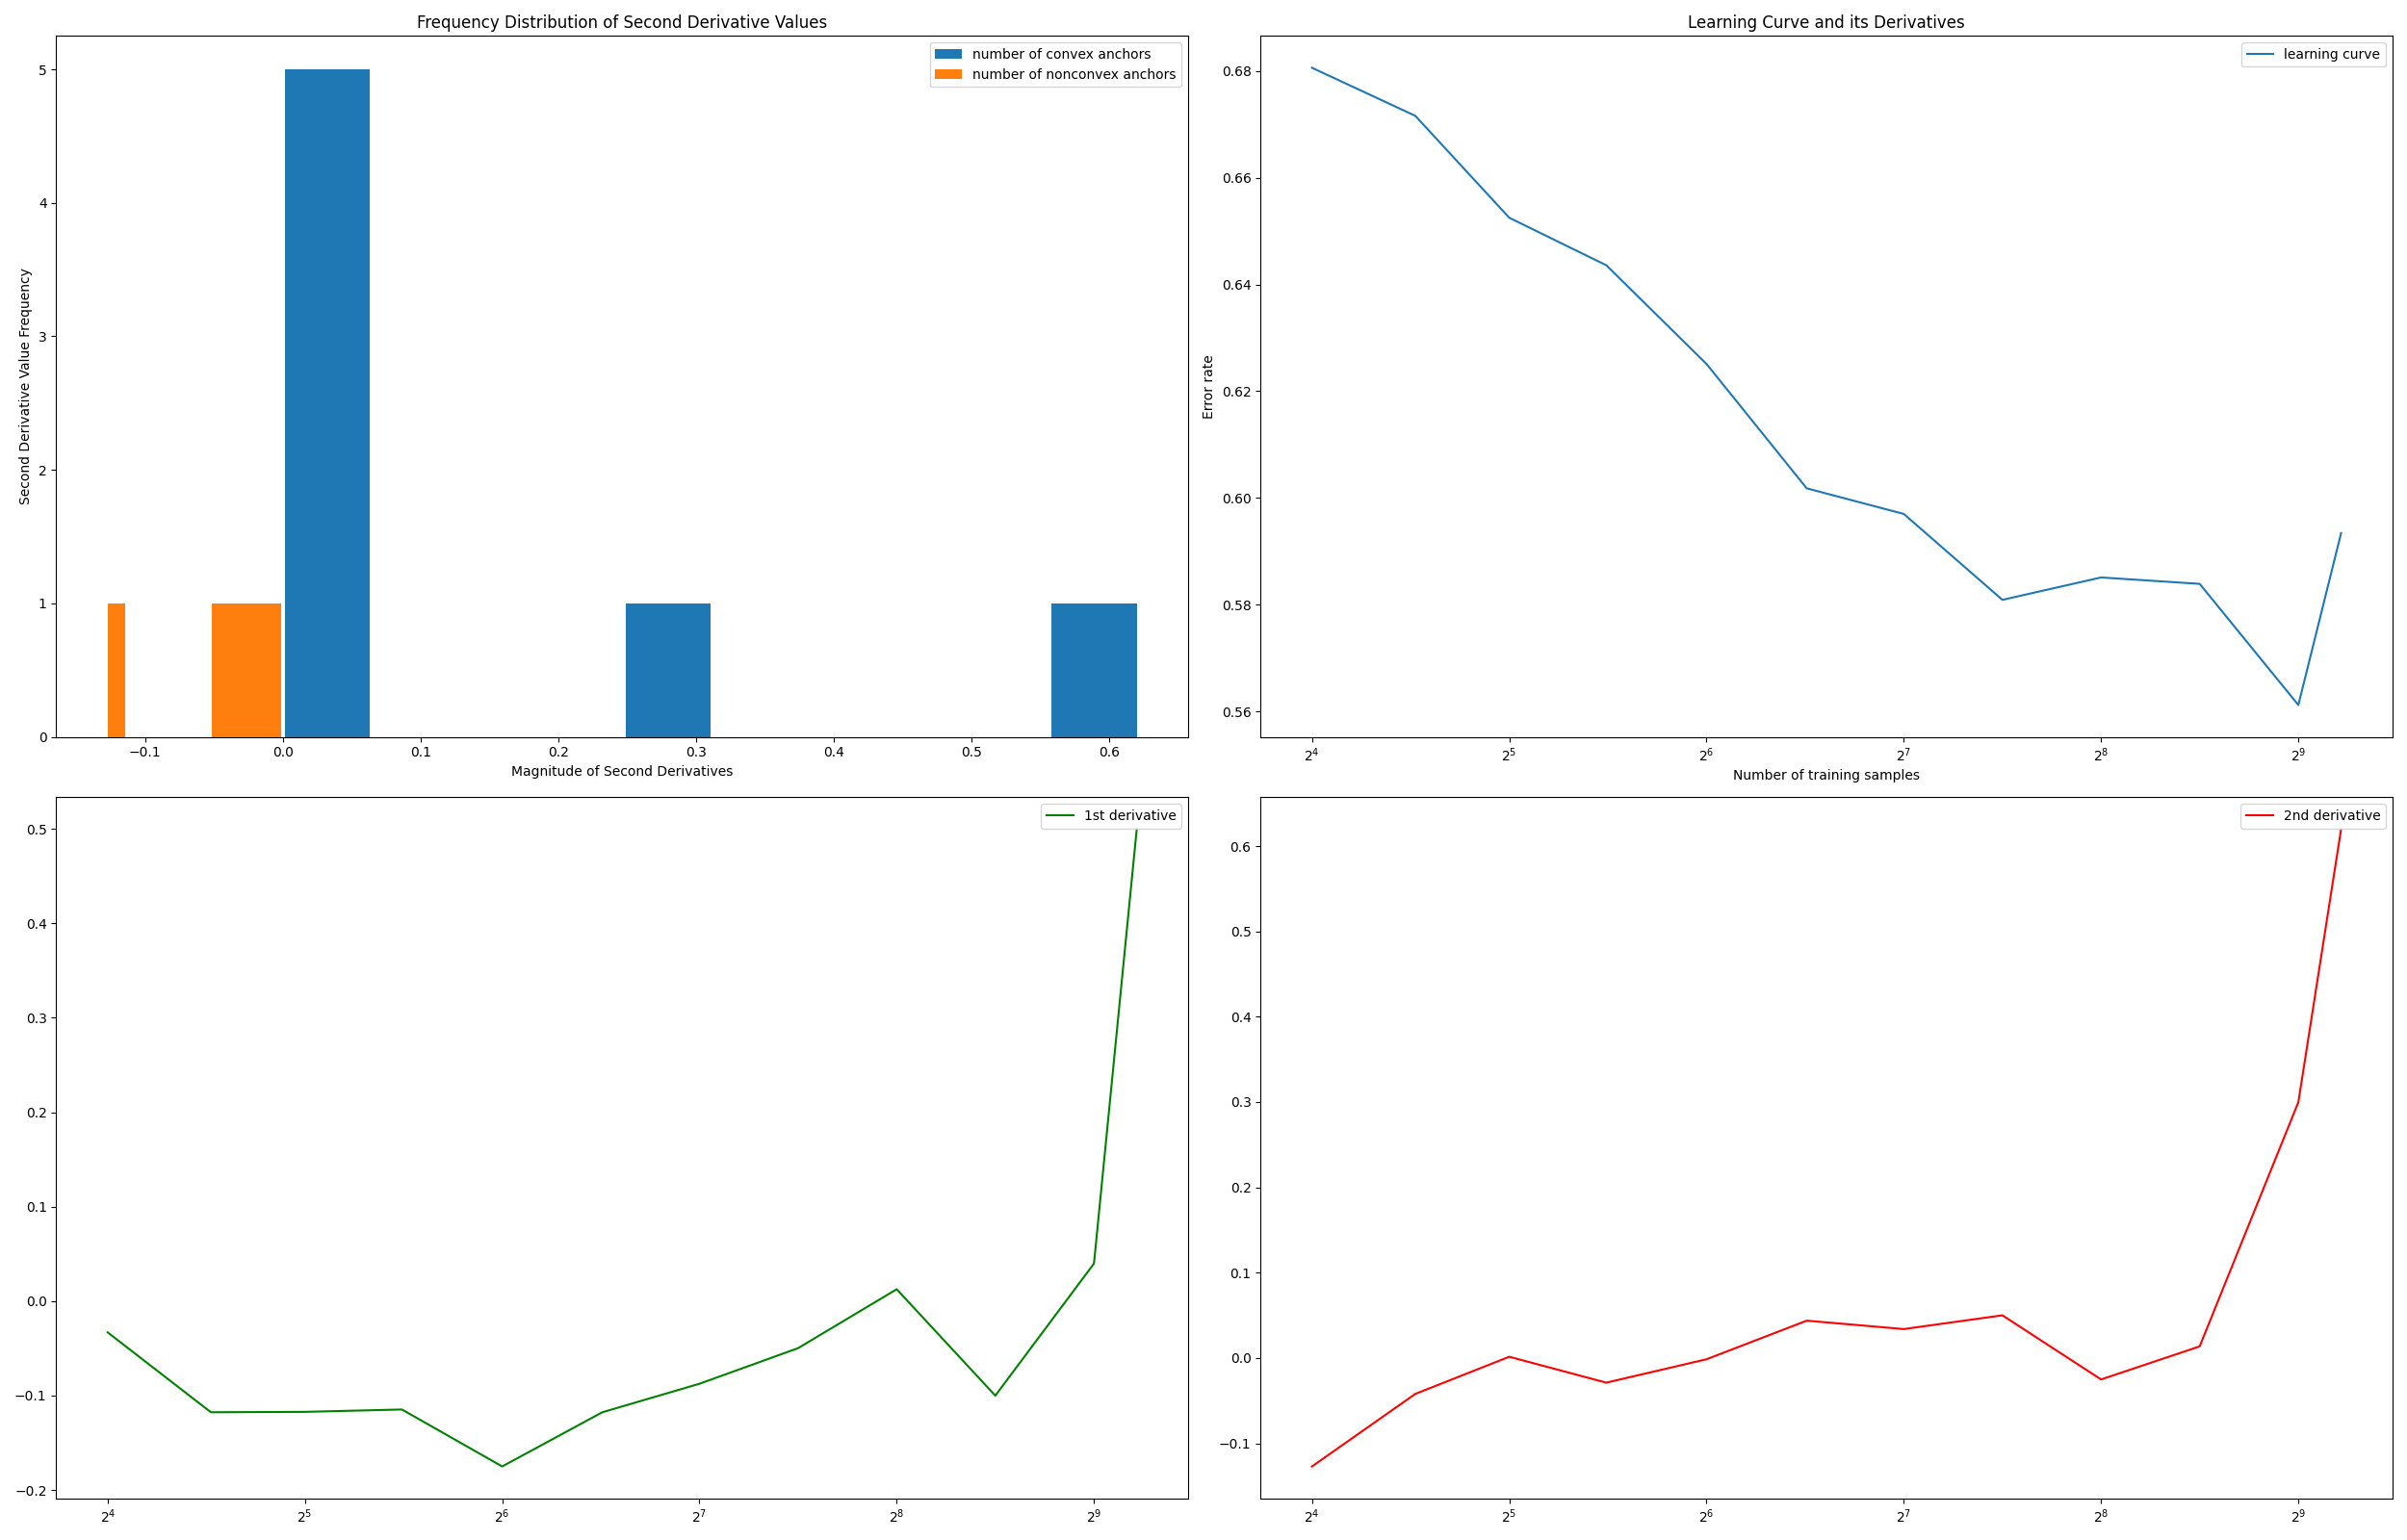 Frequency Distribution of Second Derivative Values
number of convex anchors
number of nonconvex anchors
Second Derivative Value Frequency
5
4
3
2
1
0
−0.1 0.0 0.1 0.2 0.3 0.4 0.5 0.6
Magnitude of Second Derivatives
Learning Curve and its Derivatives
learning curve
Error rate
0.68
0.66
0.64
0.62
0.60
0.58
0.56
2⁴ 2⁵ 2⁶ 2⁷ 2⁸ 2⁹
Number of training samples
1st derivative
0.5
0.4
0.3
0.2
0.1
0.0
−0.1
−0.2
2⁴ 2⁵ 2⁶ 2⁷ 2⁸ 2⁹
2nd derivative
0.6
0.5
0.4
0.3
0.2
0.1
0.0
−0.1
2⁴ 2⁵ 2⁶ 2⁷ 2⁸ 2⁹